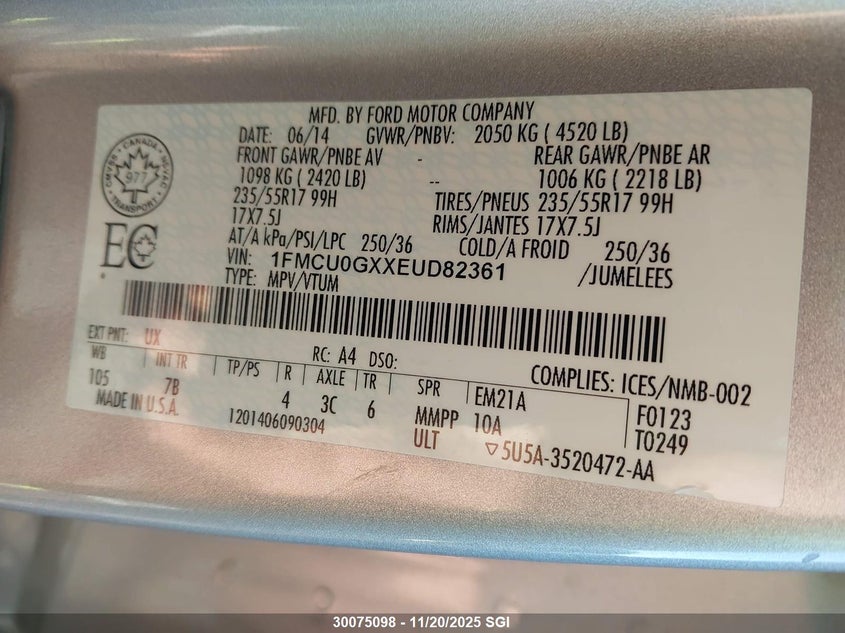 MFD. BY FORD MOTOR COMPANY
DATE: 06/14 GVWR/PNBV: 2050 KG ( 4520 LB)
FRONT GAWR/PNBE AV - REAR GAWR/PNBE AR
1098 KG ( 2420 LB) -- 1006 KG ( 2218 LB)
235/55R17 99H TIRES/PNEUS 235/55R17 99H
17X7.5J RIMS/JANTES 17X7.5J
AT/A kPa/PSI/LPC 250/36 COLD/A FROID 250/36
VIN: 1FMCU0GXXEUD82361 /JUMELEES
TYPE: MPV/VTUM
CANADA
977
TRANSPORT
EC
EXT PNT: UX RC: A4 DSO: COMPLIES: ICES/NMB-002
WB INT TR TP/PS R AXLE TR SPR EM21A F0123
105 7B 4 3C 6 MMPP 10A T0249
MADE IN U.S.A. 1201406090304 ULT ▽5U5A-3520472-AA
30075098 - 11/20/2025 SGI